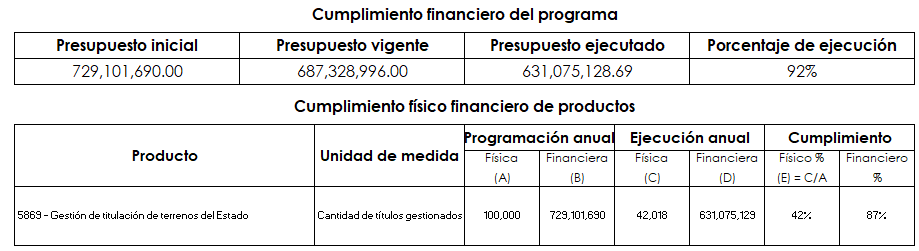 Cumplimiento financiero del programa
Presupuesto inicial Presupuesto vigente Presupuesto ejecutado Porcentaje de ejecución
729,101,690.00 687,328,996.00 631,075,128.69 92%
Cumplimiento físico financiero de productos
Producto Unidad de medida Programación anual Ejecución anual Cumplimiento
Física (A) Financiera (B) Física (C) Financiera (D) Físico % (E) = C/A Financiero %
5869 – Gestión de titulación de terrenos del Estado Cantidad de títulos gestionados 100,000 729,101,690 42,018 631,075,129 42% 87%